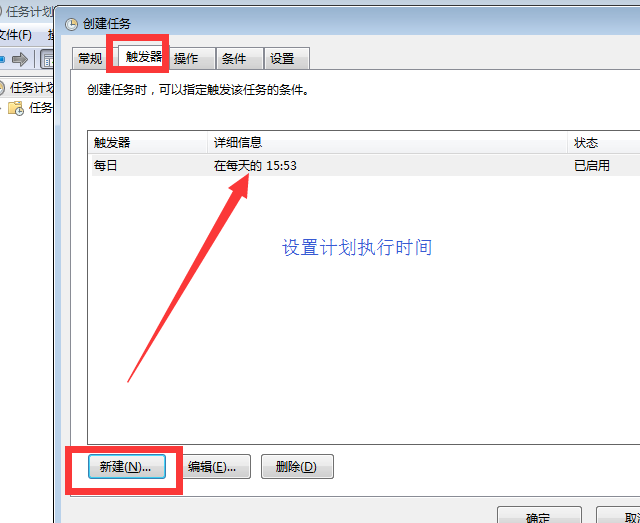 任务计划
创建任务
文件(F)
常规 触发器 操作 条件 设置
任务计划
创建任务时，可以指定触发该任务的条件。
任务
触发器 详细信息 状态
每日 在每天的 15:53 已启用
设置计划执行时间
新建(N)... 编辑(E)... 删除(D)
确定 取消